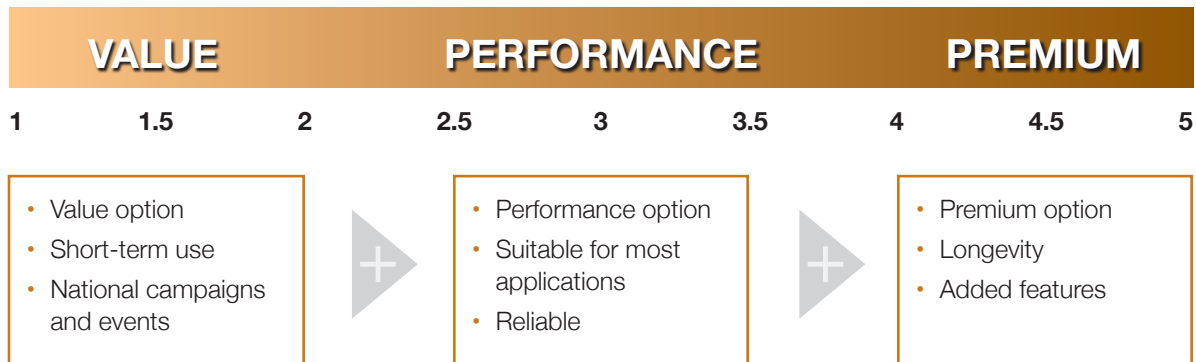 VALUE PERFORMANCE PREMIUM
1 1.5 2 2.5 3 3.5 4 4.5 5
• Value option
• Short-term use
• National campaigns
and events
+
• Performance option
• Suitable for most
applications
• Reliable
+
• Premium option
• Longevity
• Added features